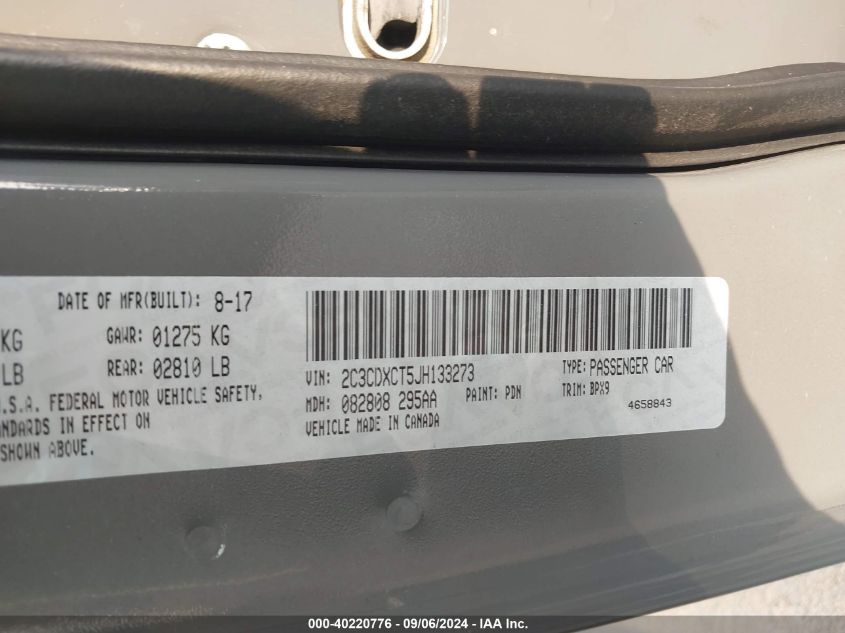 DATE OF MFR(BUILT): 8-17
KG GAWR: 01275 KG
LB REAR: 02810 LB
U.S.A. FEDERAL MOTOR VEHICLE SAFETY,
ANDARDS IN EFFECT ON
SHOWN ABOVE.
VIN: 2C3CDXCT5JH133273 TYPE: PASSENGER CAR
MDH: 082808 295AA PAINT: PDN TRIM: BPX9
VEHICLE MADE IN CANADA 4658843
000-40220776 - 09/06/2024 - IAA Inc.